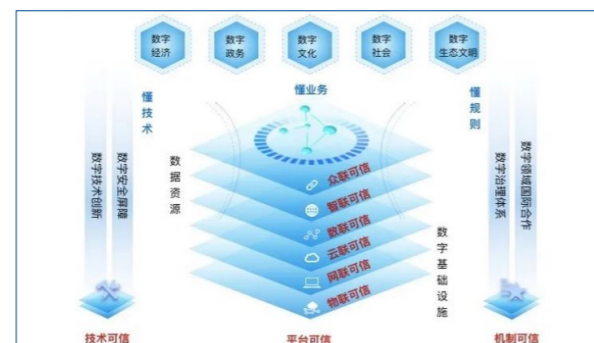 数字
经济
数字
政务
数字
文化
数字
社会
数字
生态文明
懂技术
懂业务
懂规则
数字技术创新
数字安全屏障
数据资源
众联可信
智联可信
数联可信
云联可信
网联可信
物联可信
数字基础设施
数字治理体系
数字领域国际合作
技术可信
平台可信
机制可信